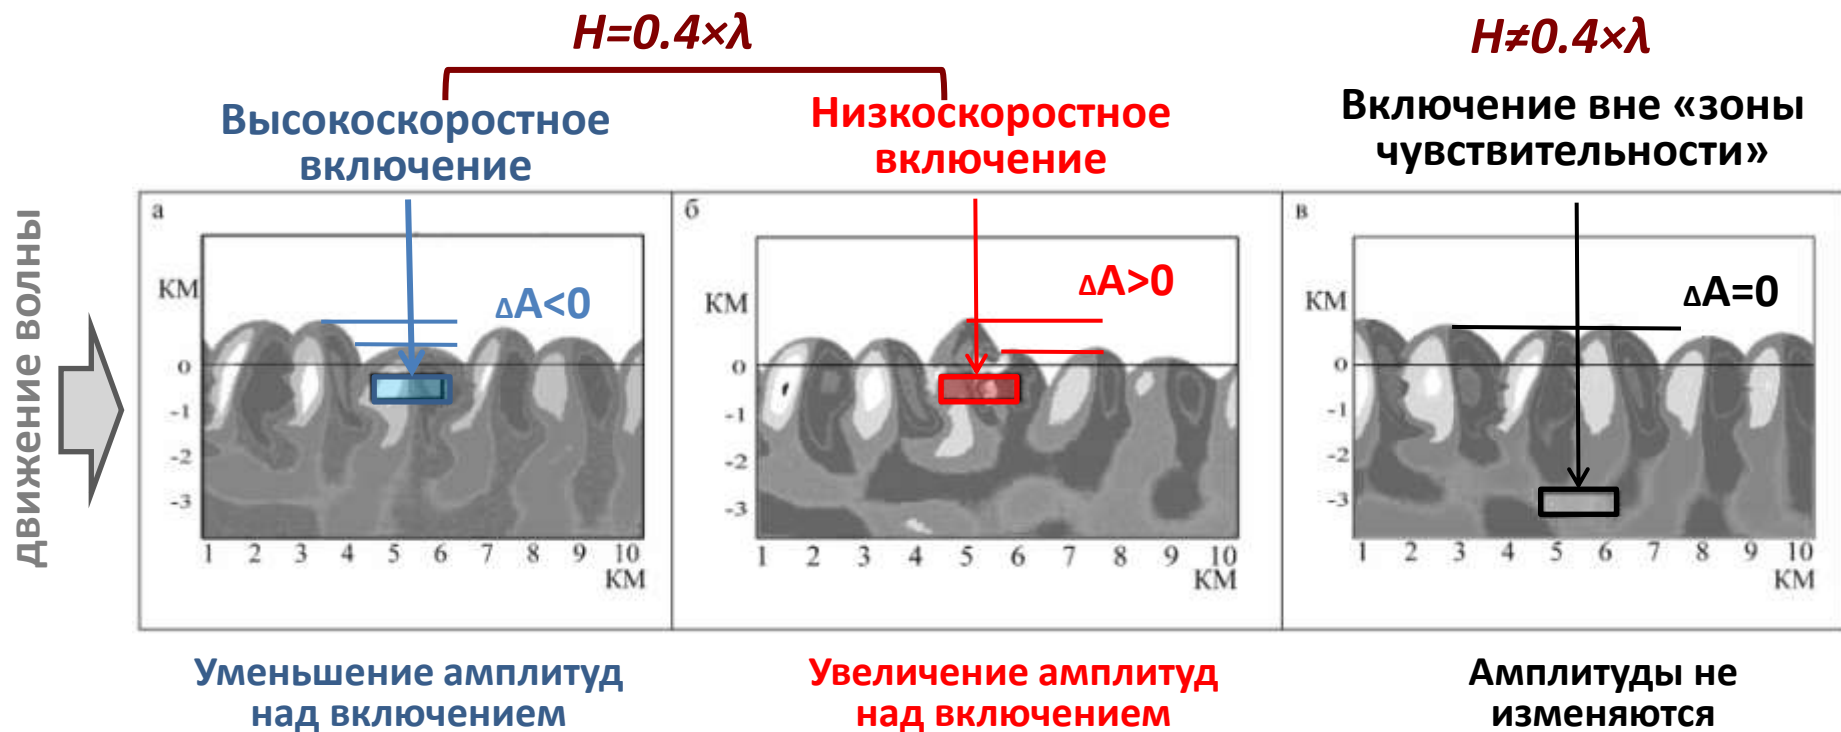 H=0.4×λ
H≠0.4×λ
Высокоскоростное
включение
Низкоскоростное
включение
Включение вне «зоны
чувствительности»
движение волны
а
КМ
ΔA<0
0
-1
-2
-3
1 2 3 4 5 6 7 8 9 10
КМ
б
КМ
ΔA>0
0
-1
-2
-3
1 2 3 4 5 6 7 8 9 10
КМ
в
КМ
ΔA=0
0
-1
-2
-3
1 2 3 4 5 6 7 8 9 10
КМ
Уменьшение амплитуд
над включением
Увеличение амплитуд
над включением
Амплитуды не
изменяются